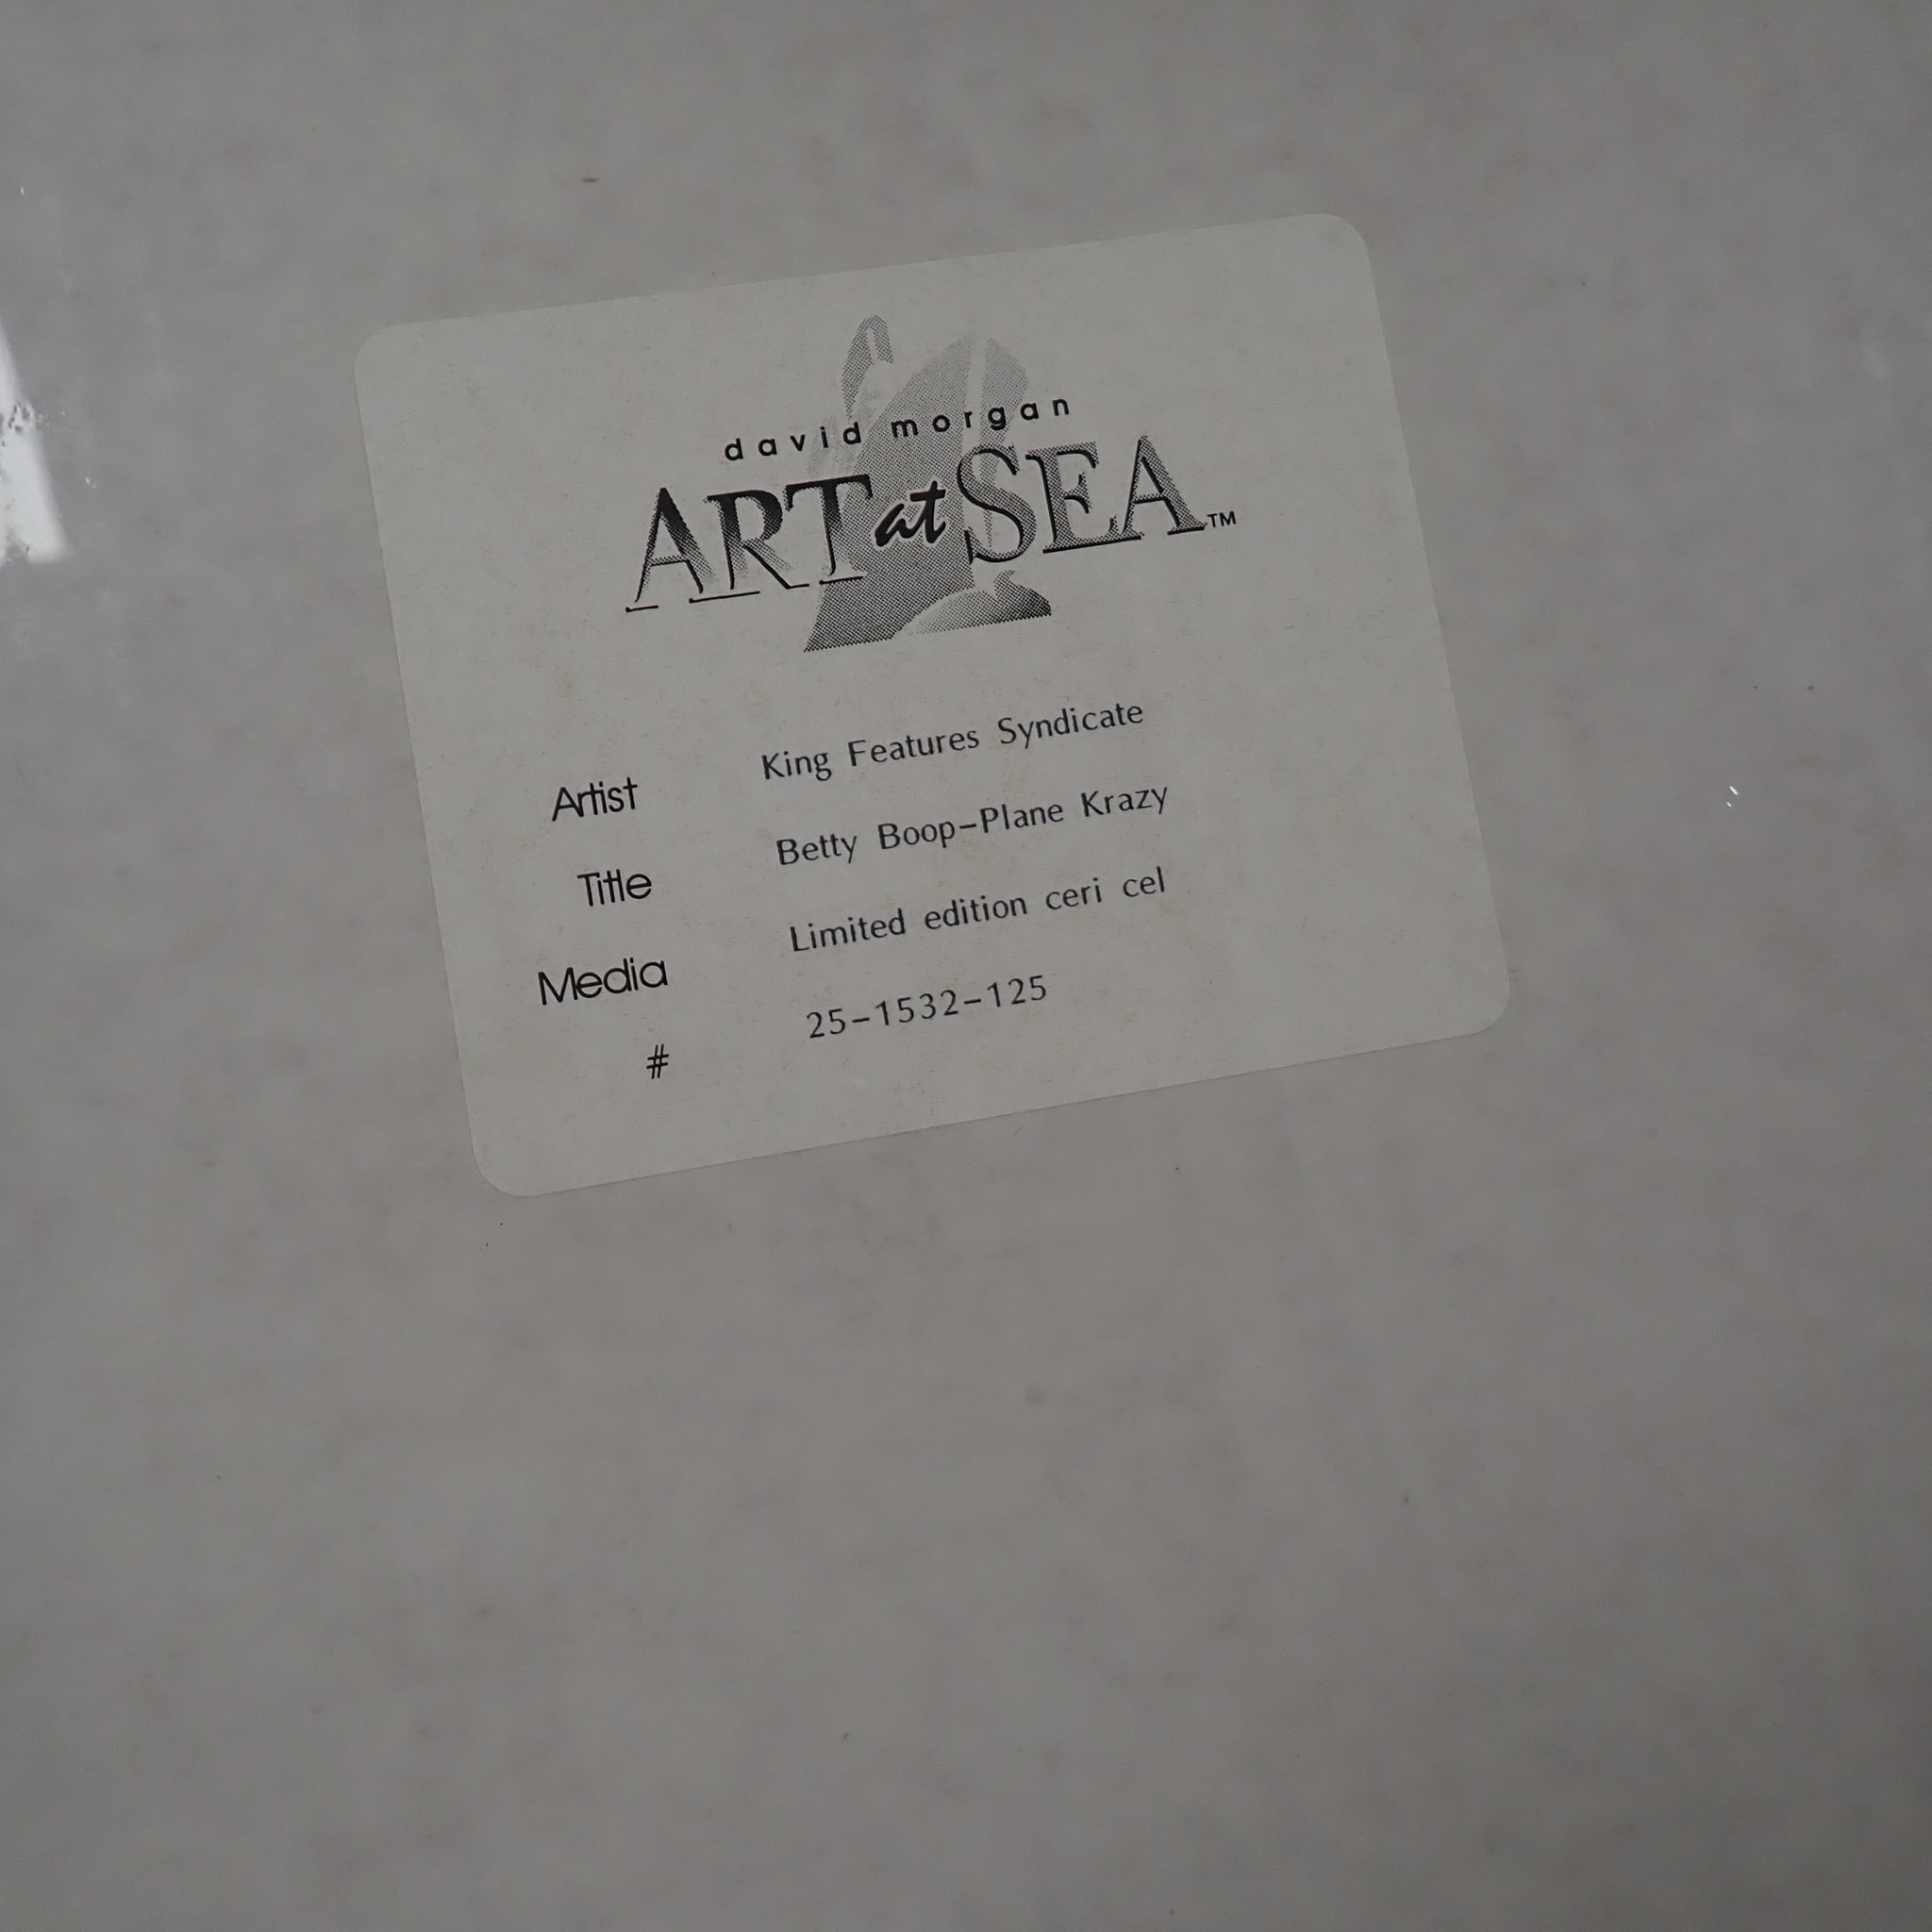 david morgan
ART at SEA™
Artist King Features Syndicate
Title Betty Boop-Plane Krazy
Media Limited edition ceri cel
# 25-1532-125